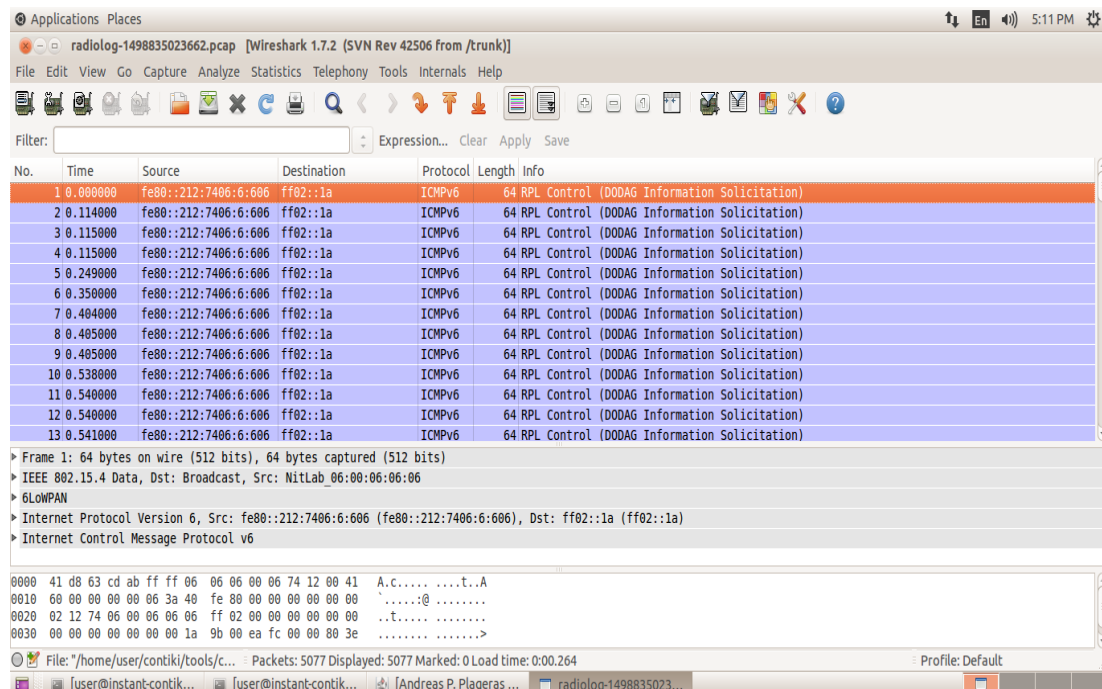 Applications Places En 5:11 PM
radiolog-1498835023662.pcap [Wireshark 1.7.2 (SVN Rev 42506 from /trunk)]
File Edit View Go Capture Analyze Statistics Telephony Tools Internals Help
Filter: Expression... Clear Apply Save
No. Time Source Destination Protocol Length Info
1 0.000000 fe80::212:7406:6:606 ff02::1a ICMPv6 64 RPL Control (DODAG Information Solicitation)
2 0.114000 fe80::212:7406:6:606 ff02::1a ICMPv6 64 RPL Control (DODAG Information Solicitation)
3 0.115000 fe80::212:7406:6:606 ff02::1a ICMPv6 64 RPL Control (DODAG Information Solicitation)
4 0.115000 fe80::212:7406:6:606 ff02::1a ICMPv6 64 RPL Control (DODAG Information Solicitation)
5 0.249000 fe80::212:7406:6:606 ff02::1a ICMPv6 64 RPL Control (DODAG Information Solicitation)
6 0.350000 fe80::212:7406:6:606 ff02::1a ICMPv6 64 RPL Control (DODAG Information Solicitation)
7 0.404000 fe80::212:7406:6:606 ff02::1a ICMPv6 64 RPL Control (DODAG Information Solicitation)
8 0.405000 fe80::212:7406:6:606 ff02::1a ICMPv6 64 RPL Control (DODAG Information Solicitation)
9 0.405000 fe80::212:7406:6:606 ff02::1a ICMPv6 64 RPL Control (DODAG Information Solicitation)
10 0.538000 fe80::212:7406:6:606 ff02::1a ICMPv6 64 RPL Control (DODAG Information Solicitation)
11 0.540000 fe80::212:7406:6:606 ff02::1a ICMPv6 64 RPL Control (DODAG Information Solicitation)
12 0.540000 fe80::212:7406:6:606 ff02::1a ICMPv6 64 RPL Control (DODAG Information Solicitation)
13 0.541000 fe80::212:7406:6:606 ff02::1a ICMPv6 64 RPL Control (DODAG Information Solicitation)
Frame 1: 64 bytes on wire (512 bits), 64 bytes captured (512 bits)
IEEE 802.15.4 Data, Dst: Broadcast, Src: NitLab_06:00:06:06:06
6LoWPAN
Internet Protocol Version 6, Src: fe80::212:7406:6:606 (fe80::212:7406:6:606), Dst: ff02::1a (ff02::1a)
Internet Control Message Protocol v6
0000 41 d8 63 cd ab ff ff 06 06 06 00 06 74 12 00 41 A.c..... ....t..A
0010 60 00 00 00 00 06 3a 40 fe 80 00 00 00 00 00 00 `.....:@ ........
0020 02 12 74 06 00 06 06 06 ff 02 00 00 00 00 00 00 ..t..... ........
0030 00 00 00 00 00 00 00 1a 9b 00 ea fc 00 00 80 3e ........ .......>
File: "/home/user/contiki/tools/c... Packets: 5077 Displayed: 5077 Marked: 0 Load time: 0:00.264 Profile: Default
[user@instant-contik... [user@instant-contik... [Andreas P. Plageras ... radiolog-1498835023...